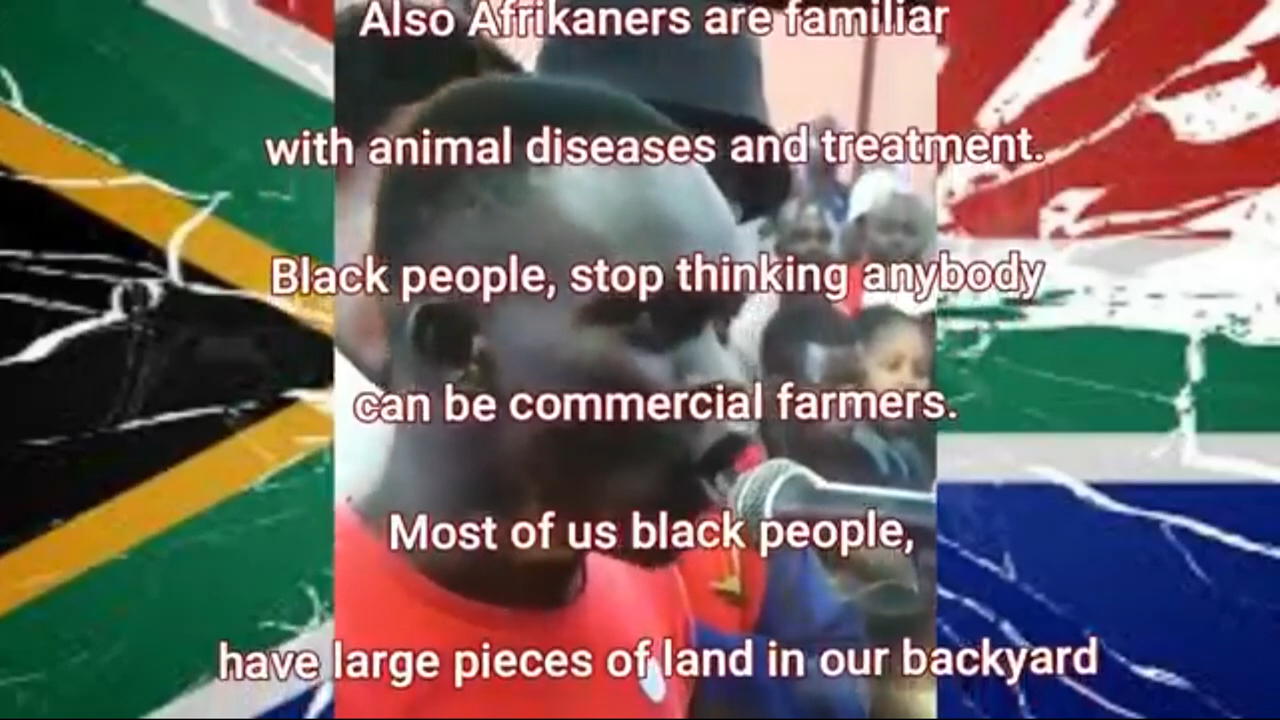 Also Afrikaners are familiar
with animal diseases and treatment.
Black people, stop thinking anybody
can be commercial farmers.
Most of us black people,
have large pieces of land in our backyard